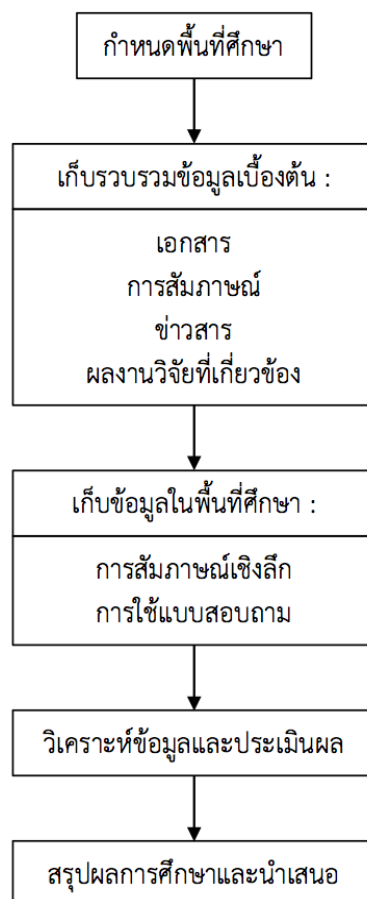 กำหนดพื้นที่ศึกษา
เก็บรวบรวมข้อมูลเบื้องต้น :
เอกสาร
การสัมภาษณ์
ข่าวสาร
ผลงานวิจัยที่เกี่ยวข้อง
เก็บข้อมูลในพื้นที่ศึกษา :
การสัมภาษณ์เชิงลึก
การใช้แบบสอบถาม
วิเคราะห์ข้อมูลและประเมินผล
สรุปผลการศึกษาและนำเสนอ